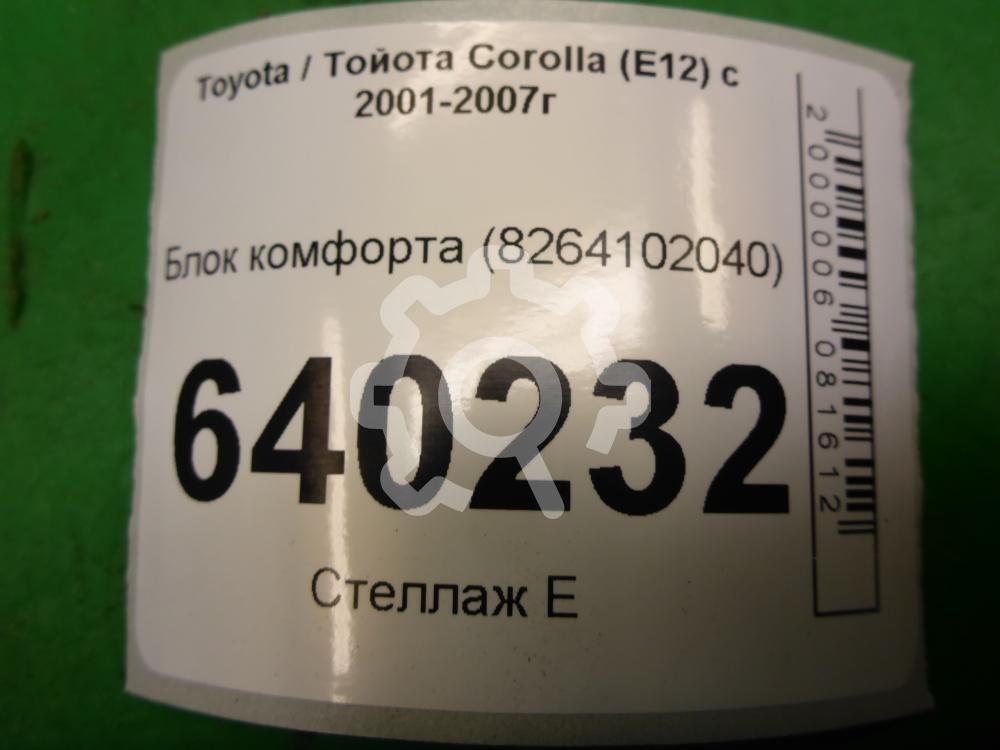 Toyota / Тойота Corolla (E12) с
2001-2007г
Блок комфорта (8264102040)
640232
Стеллаж Е
2000006081612